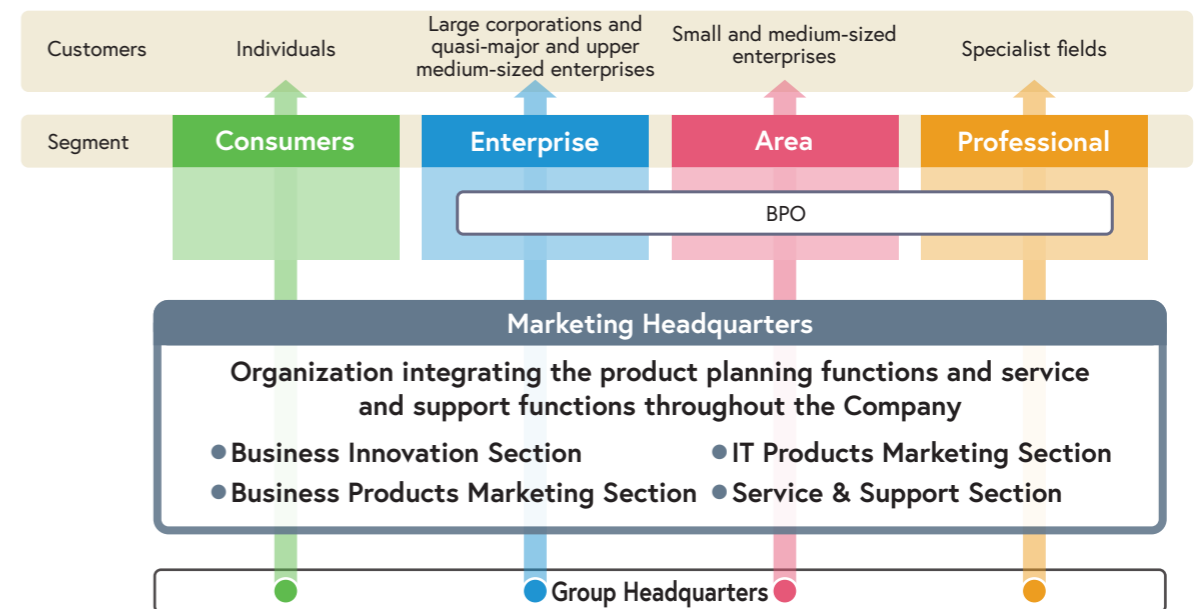 Customers
Individuals
Large corporations and
quasi-major and upper
medium-sized enterprises
Small and medium-sized
enterprises
Specialist fields
Segment
Consumers
Enterprise
Area
Professional
BPO
Marketing Headquarters
Organization integrating the product planning functions and service
and support functions throughout the Company
●Business Innovation Section
●IT Products Marketing Section
●Business Products Marketing Section
●Service & Support Section
Group Headquarters